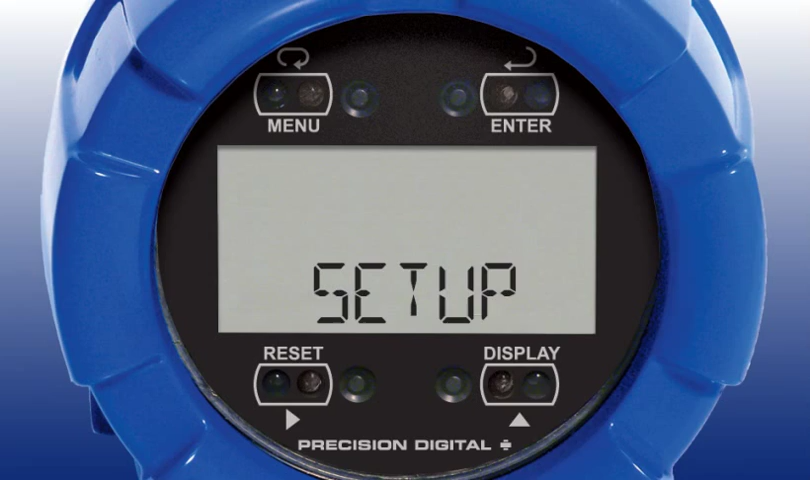 MENU
ENTER
SETUP
RESET
DISPLAY
PRECISION DIGITAL